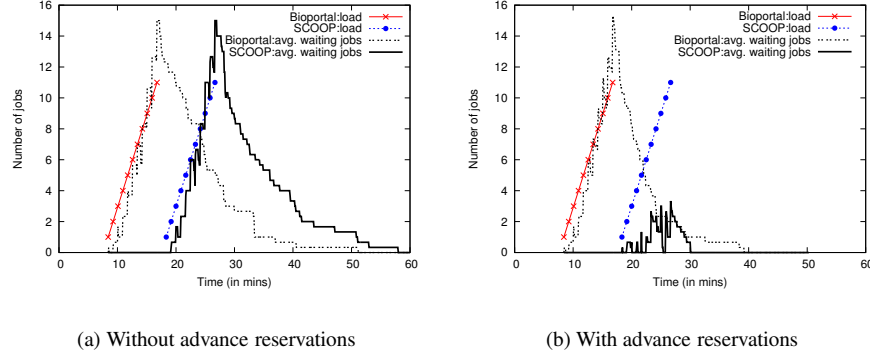 Bioportal:load
SCOOP:load
Bioportal:avg. waiting jobs
SCOOP:avg. waiting jobs
16
14
12
10
8
6
4
2
0
Number of jobs
0 10 20 30 40 50 60
Time (in mins)
(a) Without advance reservations
Bioportal:load
SCOOP:load
Bioportal:avg. waiting jobs
SCOOP:avg. waiting jobs
16
14
12
10
8
6
4
2
0
Number of jobs
0 10 20 30 40 50 60
Time (in mins)
(b) With advance reservations